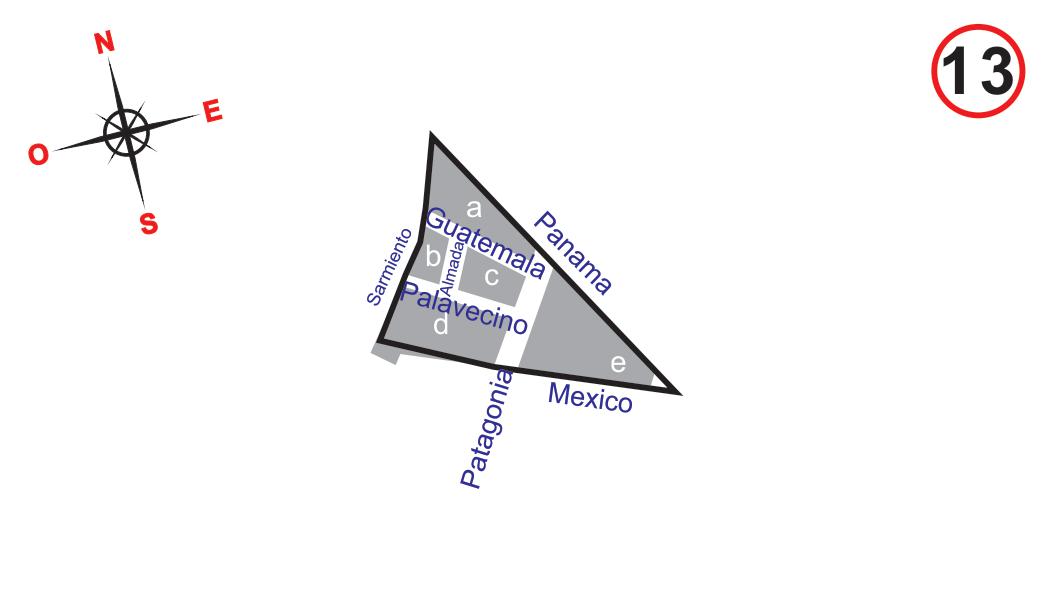 N
13
E
O
S
a
Guatemala
Panama
Sarmiento
b
Almada
c
Palavecino
d
e
Mexico
Patagonia